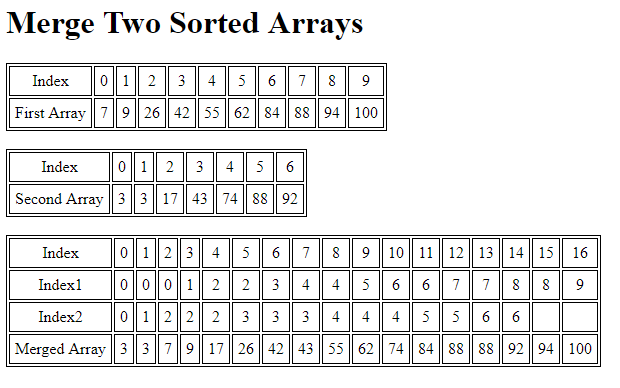 Merge Two Sorted Arrays
Index 0 1 2 3 4 5 6 7 8 9
First Array 7 9 26 42 55 62 84 88 94 100
Index 0 1 2 3 4 5 6
Second Array 3 3 17 43 74 88 92
Index 0 1 2 3 4 5 6 7 8 9 10 11 12 13 14 15 16
Index1 0 0 0 1 2 2 3 4 4 5 6 6 7 7 8 8 9
Index2 0 1 2 2 2 3 3 3 4 4 4 5 5 6 6
Merged Array 3 3 7 9 17 26 42 43 55 62 74 84 88 88 92 94 100